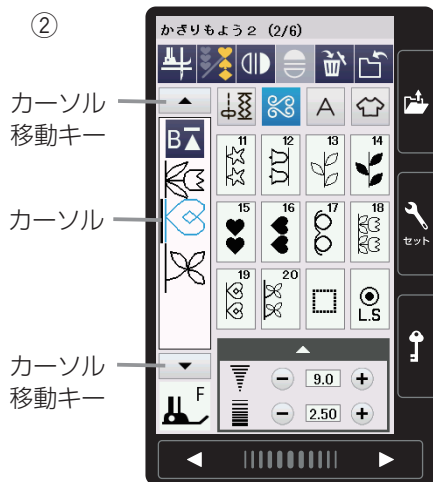 ②
かざりもよう2 (2/6)
カーソル
移動キー
A
B
11 12 13 14
カーソル
15 16 17 18
セット
19 20
L.S
カーソル
移動キー
F
9.0
2.50